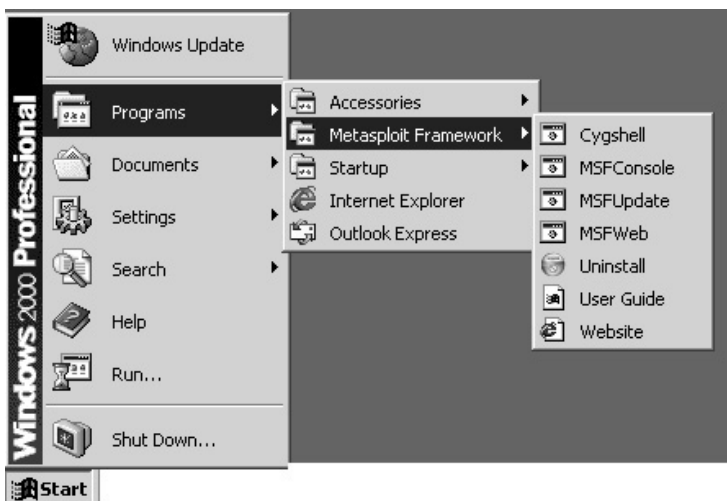 Windows 2000 Professional
Windows Update
Programs
Documents
Settings
Search
Help
Run...
Shut Down...
Start
Accessories
Metasploit Framework
Startup
Internet Explorer
Outlook Express
Cygshell
MSFConsole
MSFUpdate
MSFWeb
Uninstall
User Guide
Website